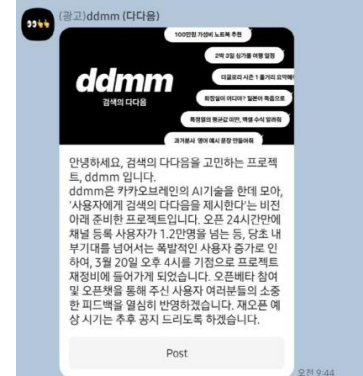 (광고)ddmm (다다음)
100만원 가성비 노트북 추천
2박 3일 싱가폴 여행 일정
더글로리 시즌 1 줄거리 요약해줘
ddmm
화장실이 어디야? 일본어 톡음으로
검색의 다다음
특정열의 평균값 미만, 엑셀 수식 알려줘
과거분사 영어 예시 문장 만들어줘
안녕하세요, 검색의 다다음을 고민하는 프로젝
트, ddmm 입니다.
ddmm은 카카오브레인의 AI기술을 한데 모아,
'사용자에게 검색의 다다음을 제시한다'는 비전
아래 준비한 프로젝트입니다. 오픈 24시간만에
채널 등록 사용자가 1.2만명을 넘는 등, 당초 내
부기대를 넘어서는 폭발적인 사용자 증가로 인
하여, 3월 20일 오후 4시를 기점으로 프로젝트
재정비에 들어가게 되었습니다. 오픈베타 참여
및 오픈챗을 통해 주신 사용자 여러분들의 소중
한 피드백을 열심히 반영하겠습니다. 재오픈 예
상 시기는 추후 공지 드리도록 하겠습니다.
Post
오전 9:44